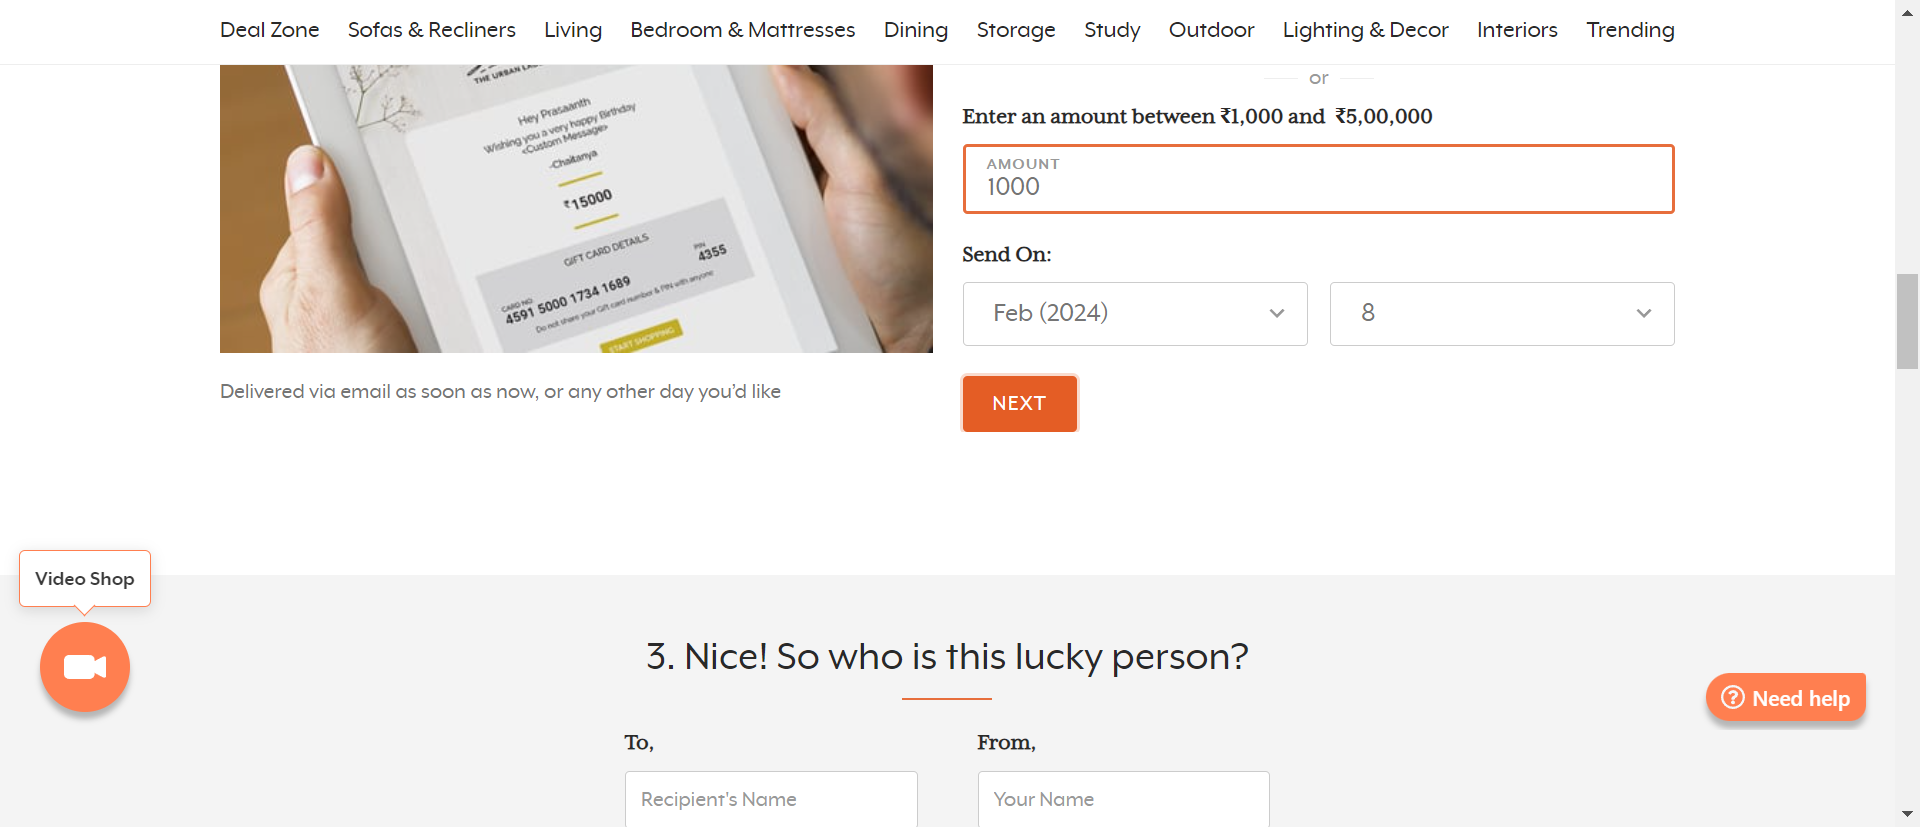 Deal Zone Sofas & Recliners Living Bedroom & Mattresses Dining Storage Study Outdoor Lighting & Decor Interiors Trending
THE URBAN
Hey Prasaanth
Wishing you a very happy Birthday
<Custom Message>
-Chaitanya
₹15000
GIFT CARD DETAILS
CARD NO.
4591 5000 1734 1689
PIN
4355
Do not share your Gift card number & PIN with anyone
START SHOPPING
Delivered via email as soon as now, or any other day you’d like
or
Enter an amount between ₹1,000 and ₹5,00,000
AMOUNT
1000
Send On:
Feb (2024)
8
NEXT
Video Shop
3. Nice! So who is this lucky person?
Need help
To,
From,
Recipient's Name
Your Name